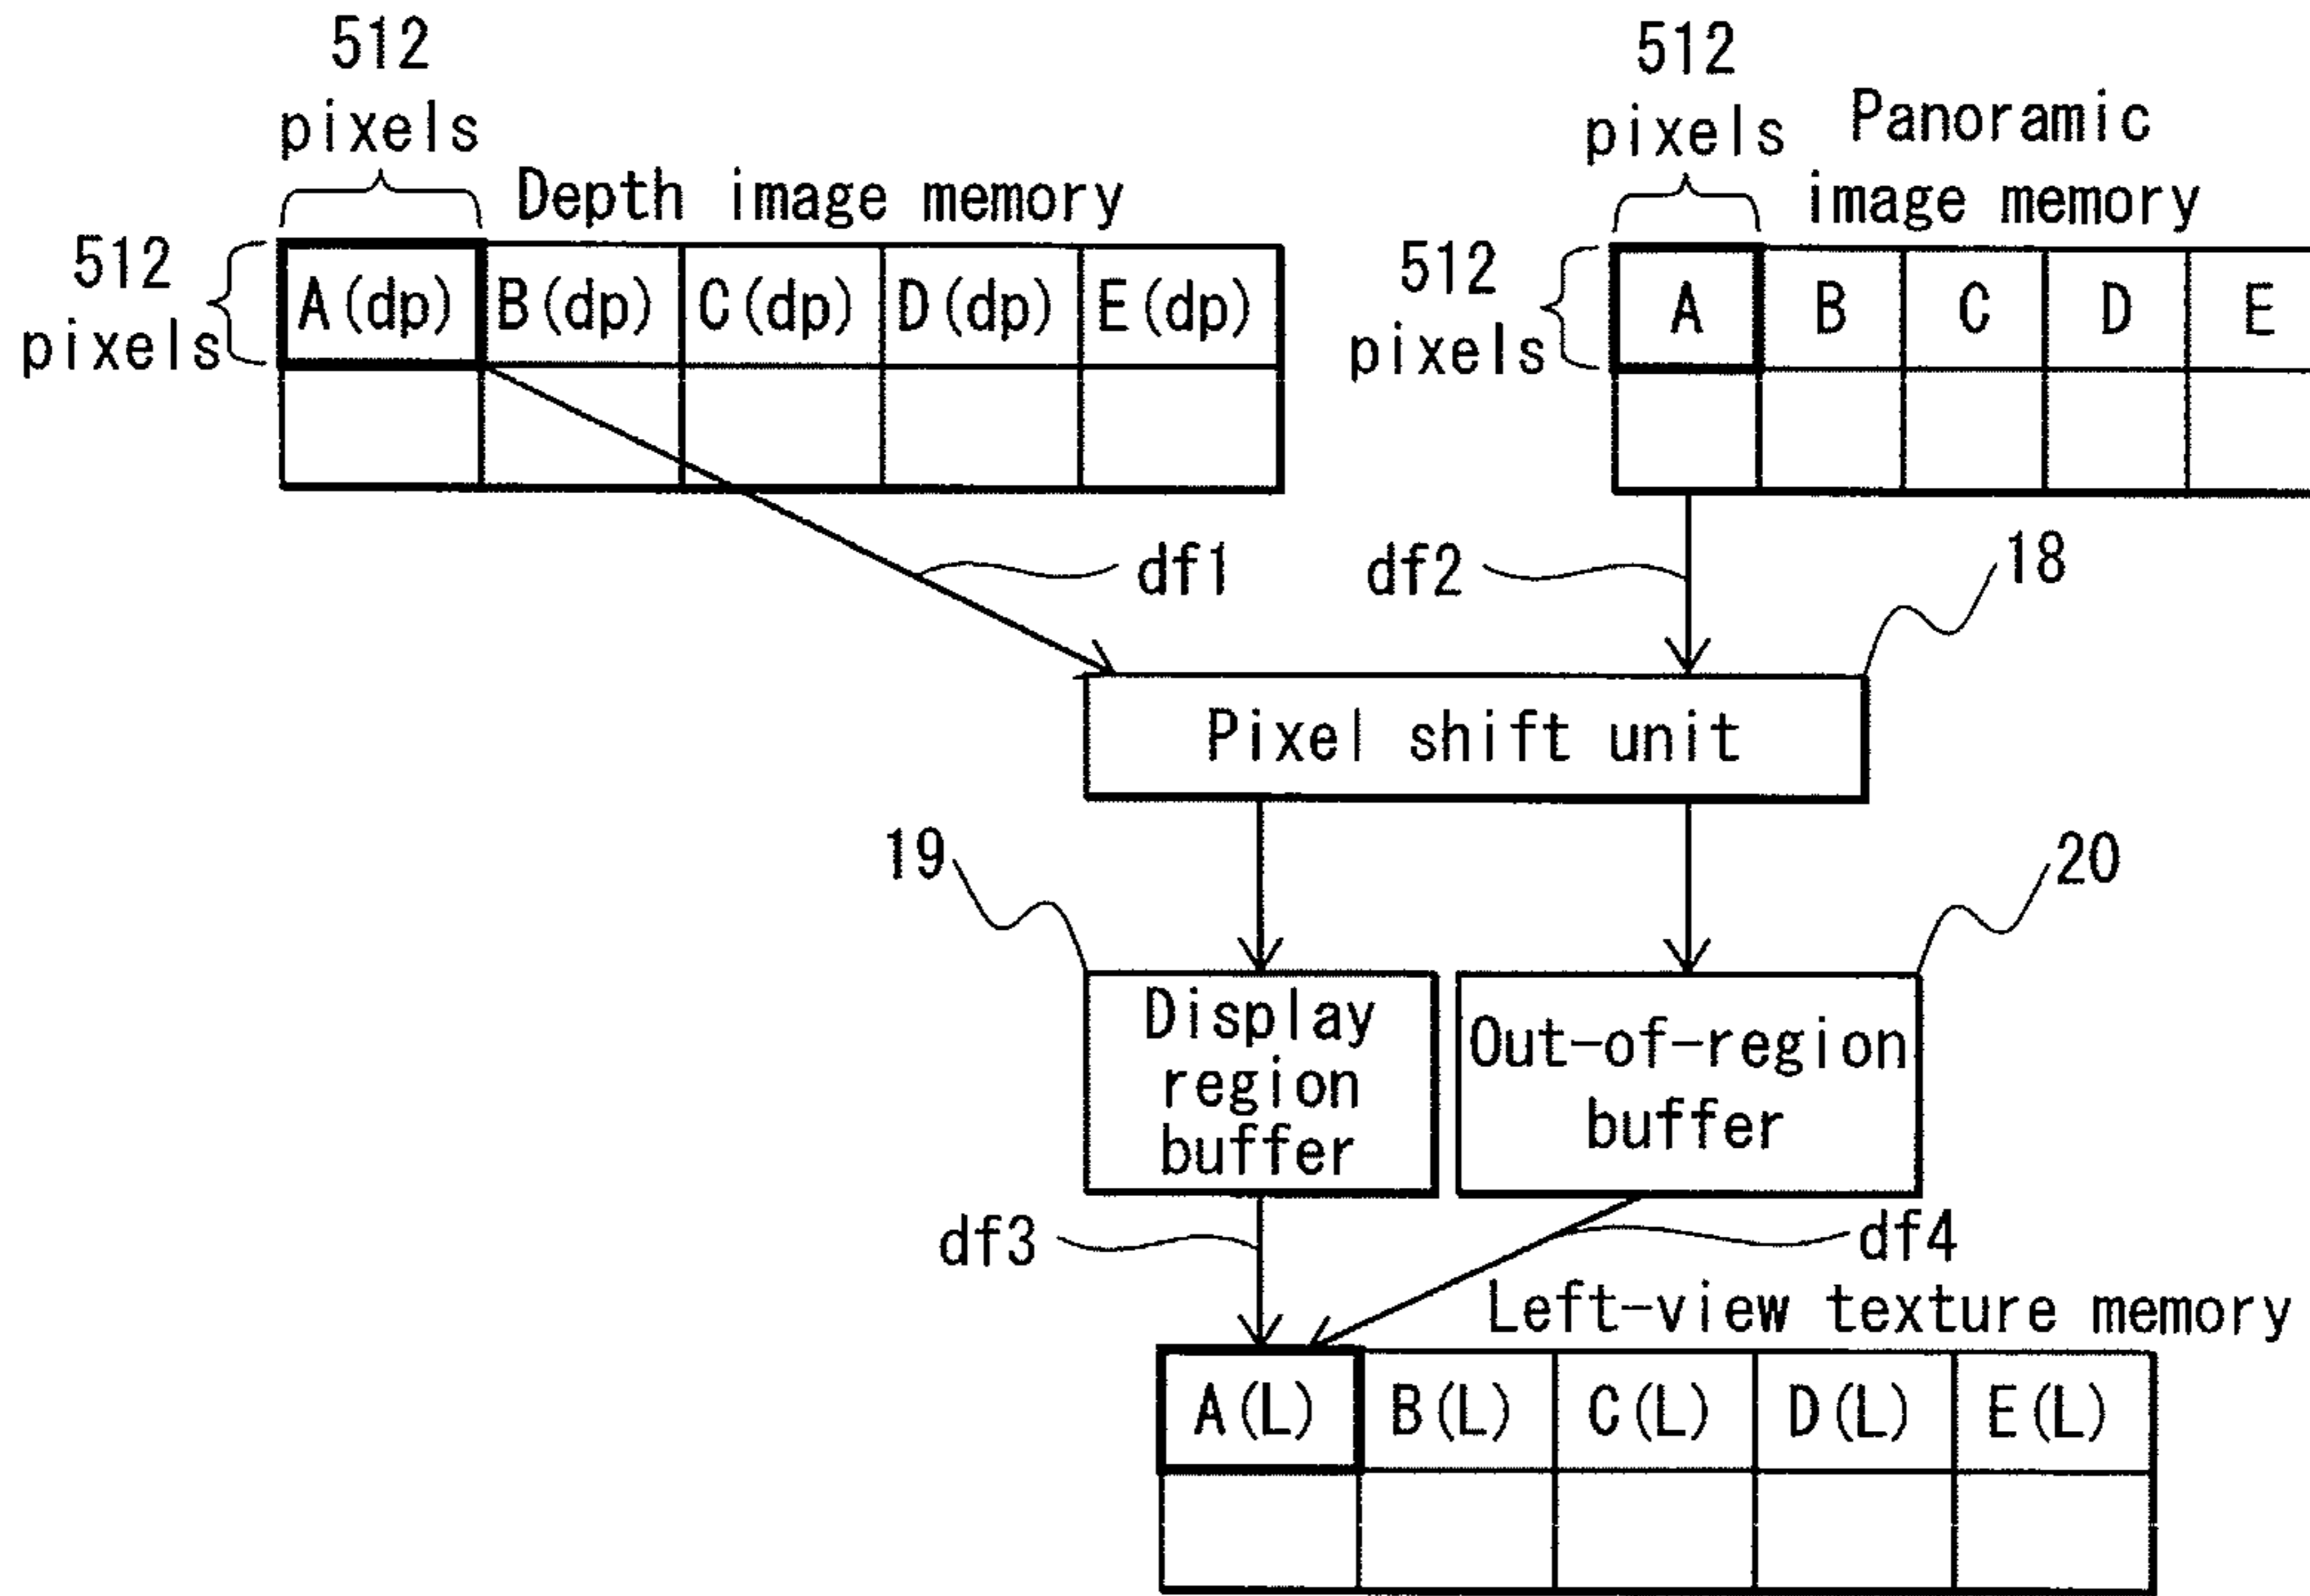 512
pixels
Depth image memory
512
pixels
A(dp) B(dp) C(dp) D(dp) E(dp)
512
pixels
Panoramic
image memory
512
pixels
A B C D E
df1
df2
18
Pixel shift unit
19
20
Display
region
buffer
Out-of-region
buffer
df3
df4
Left-view texture memory
A(L) B(L) C(L) D(L) E(L)